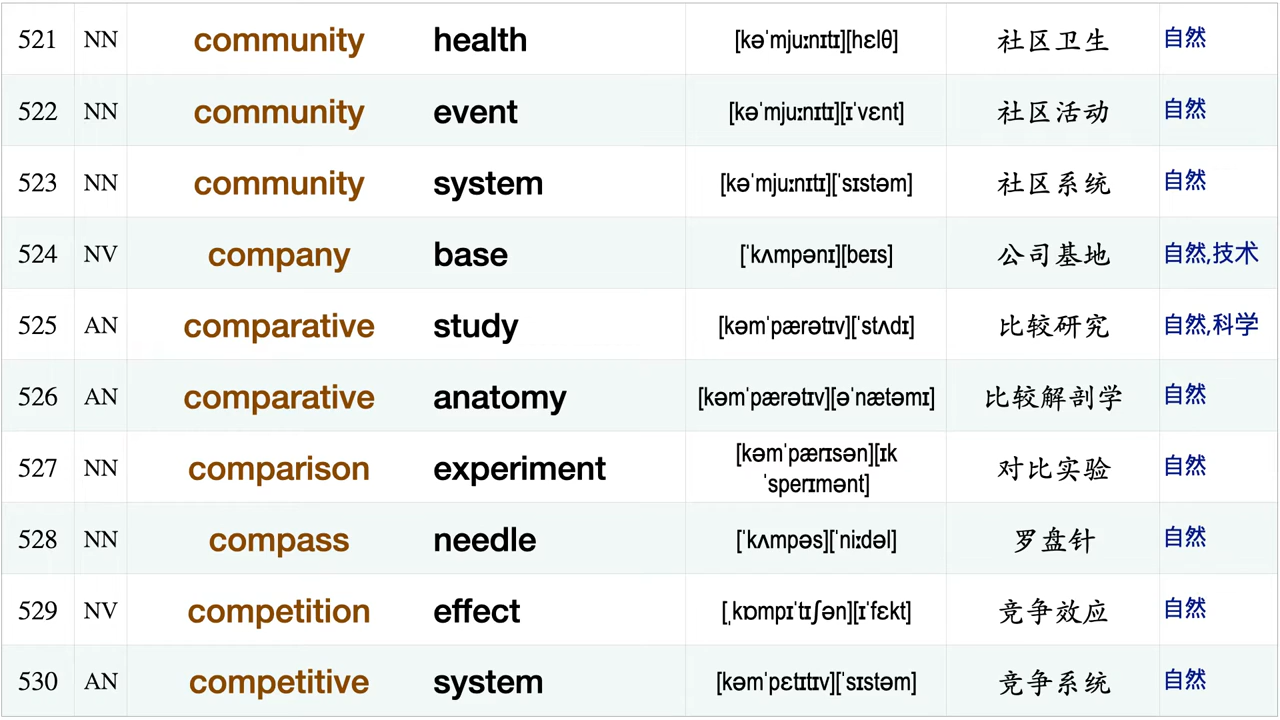 521 NN community health [kəˈmjuːnɪtɪ][hɛlθ] 社区卫生 自然
522 NN community event [kəˈmjuːnɪtɪ][ɪˈvɛnt] 社区活动 自然
523 NN community system [kəˈmjuːnɪtɪ][ˈsɪstəm] 社区系统 自然
524 NV company base [ˈkʌmpənɪ][beɪs] 公司基地 自然,技术
525 AN comparative study [kəmˈpærətɪv][ˈstʌdɪ] 比较研究 自然,科学
526 AN comparative anatomy [kəmˈpærətɪv][əˈnætəmɪ] 比较解剖学 自然
527 NN comparison experiment [kəmˈpærɪsən][ɪk
ˈsperɪmənt] 对比实验 自然
528 NN compass needle [ˈkʌmpəs][ˈniːdəl] 罗盘针 自然
529 NV competition effect [ˌkɒmpɪˈtɪʃən][ɪˈfɛkt] 竞争效应 自然
530 AN competitive system [kəmˈpɛtɪtɪv][ˈsɪstəm] 竞争系统 自然